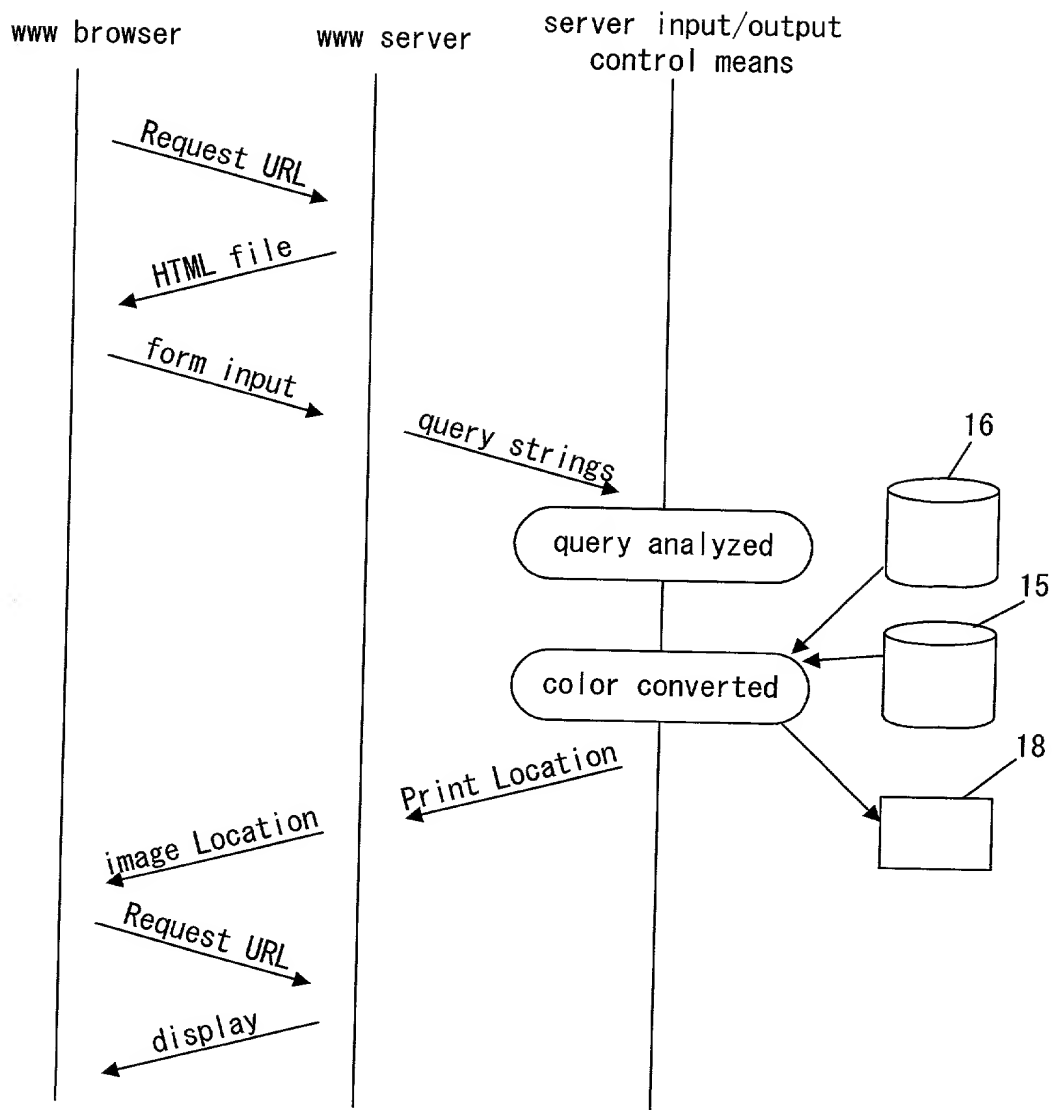 www browser
www server
server input/output
control means
Request URL
HTML file
form input
query strings
16
query analyzed
15
color converted
18
Print Location
image Location
Request URL
display